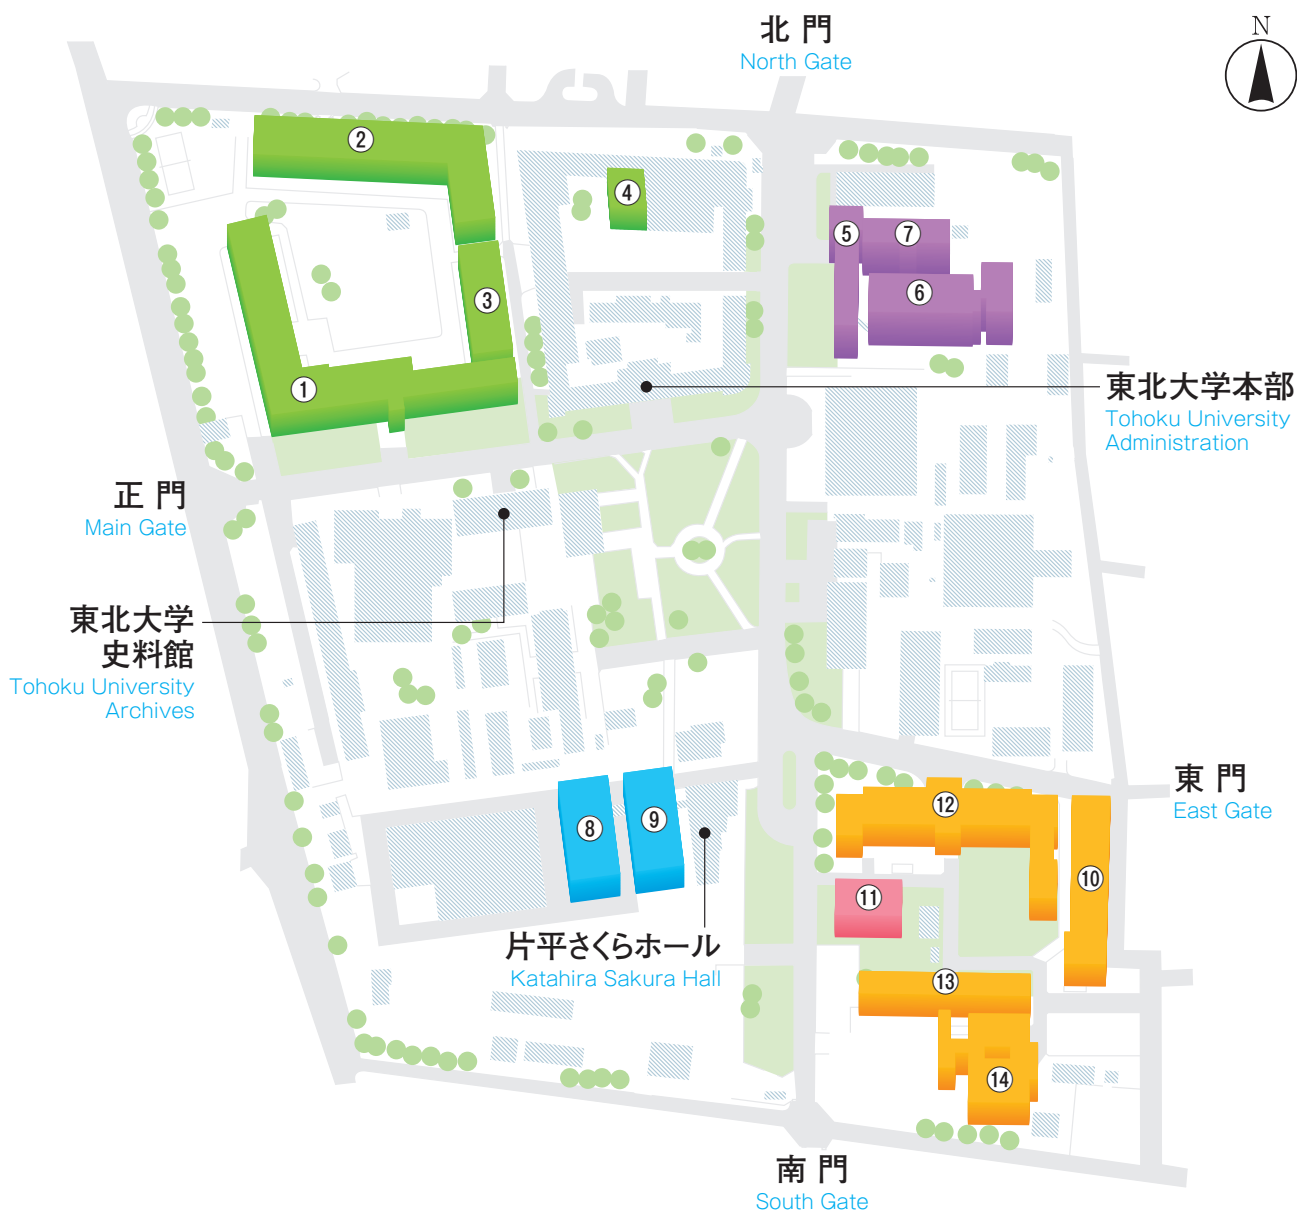 北門
North Gate
N
②
④
⑤
⑦
⑥
③
①
東北大学本部
Tohoku University
Administration
正門
Main Gate
東北大学
史料館
Tohoku University
Archives
東門
East Gate
⑫
⑧
⑨
⑩
⑪
片平さくらホール
Katahira Sakura Hall
⑬
⑭
南門
South Gate